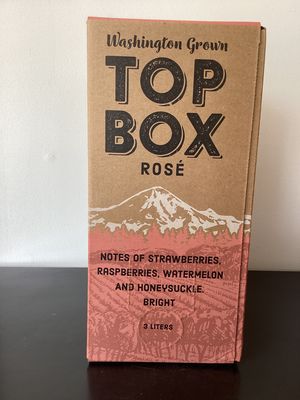 Washington Grown
TOP
BOX
ROSÉ
NOTES OF STRAWBERRIES,
RASPBERRIES, WATERMELON
AND HONEYSUCKLE.
BRIGHT
3 LITERS